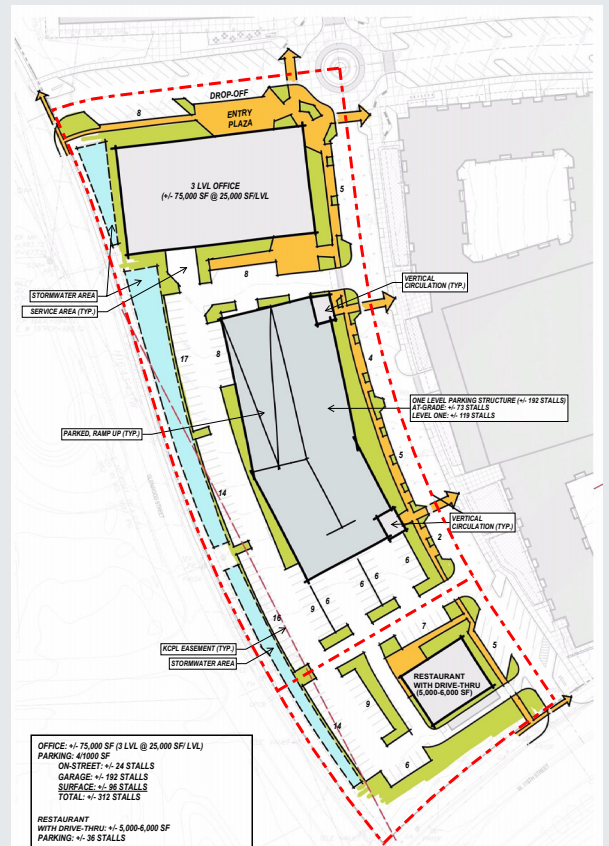 DROP-OFF
8
ENTRY
PLAZA
3 LVL OFFICE
(+/- 75,000 SF @ 25,000 SF/LVL
5
8
STORMWATER AREA
SERVICE AREA (TYP.)
VERTICAL
CIRCULATION (TYP.)
17
8
4
ONE LEVEL PARKING STRUCTURE (+/- 192 STALLS)
AT-GRADE: +/- 73 STALLS
LEVEL ONE: +/- 119 STALLS
PARKED, RAMP UP (TYP.)
5
14
VERTICAL
CIRCULATION (TYP.)
2
6
6
6
6
9
16
KCPL EASEMENT (TYP.)
STORMWATER AREA
7
5
RESTAURANT
WITH DRIVE-THRU
(5,000-6,000 SF)
9
14
6
OFFICE: +/- 75,000 SF (3 LVL @ 25,000 SF/ LVL)
PARKING: 4/1000 SF
ON-STREET: +/- 24 STALLS
GARAGE: +/- 192 STALLS
SURFACE: +/- 96 STALLS
TOTAL: +/- 312 STALLS
RESTAURANT
WITH DRIVE-THRU: +/- 5,000-6,000 SF
PARKING: +/- 36 STALLS